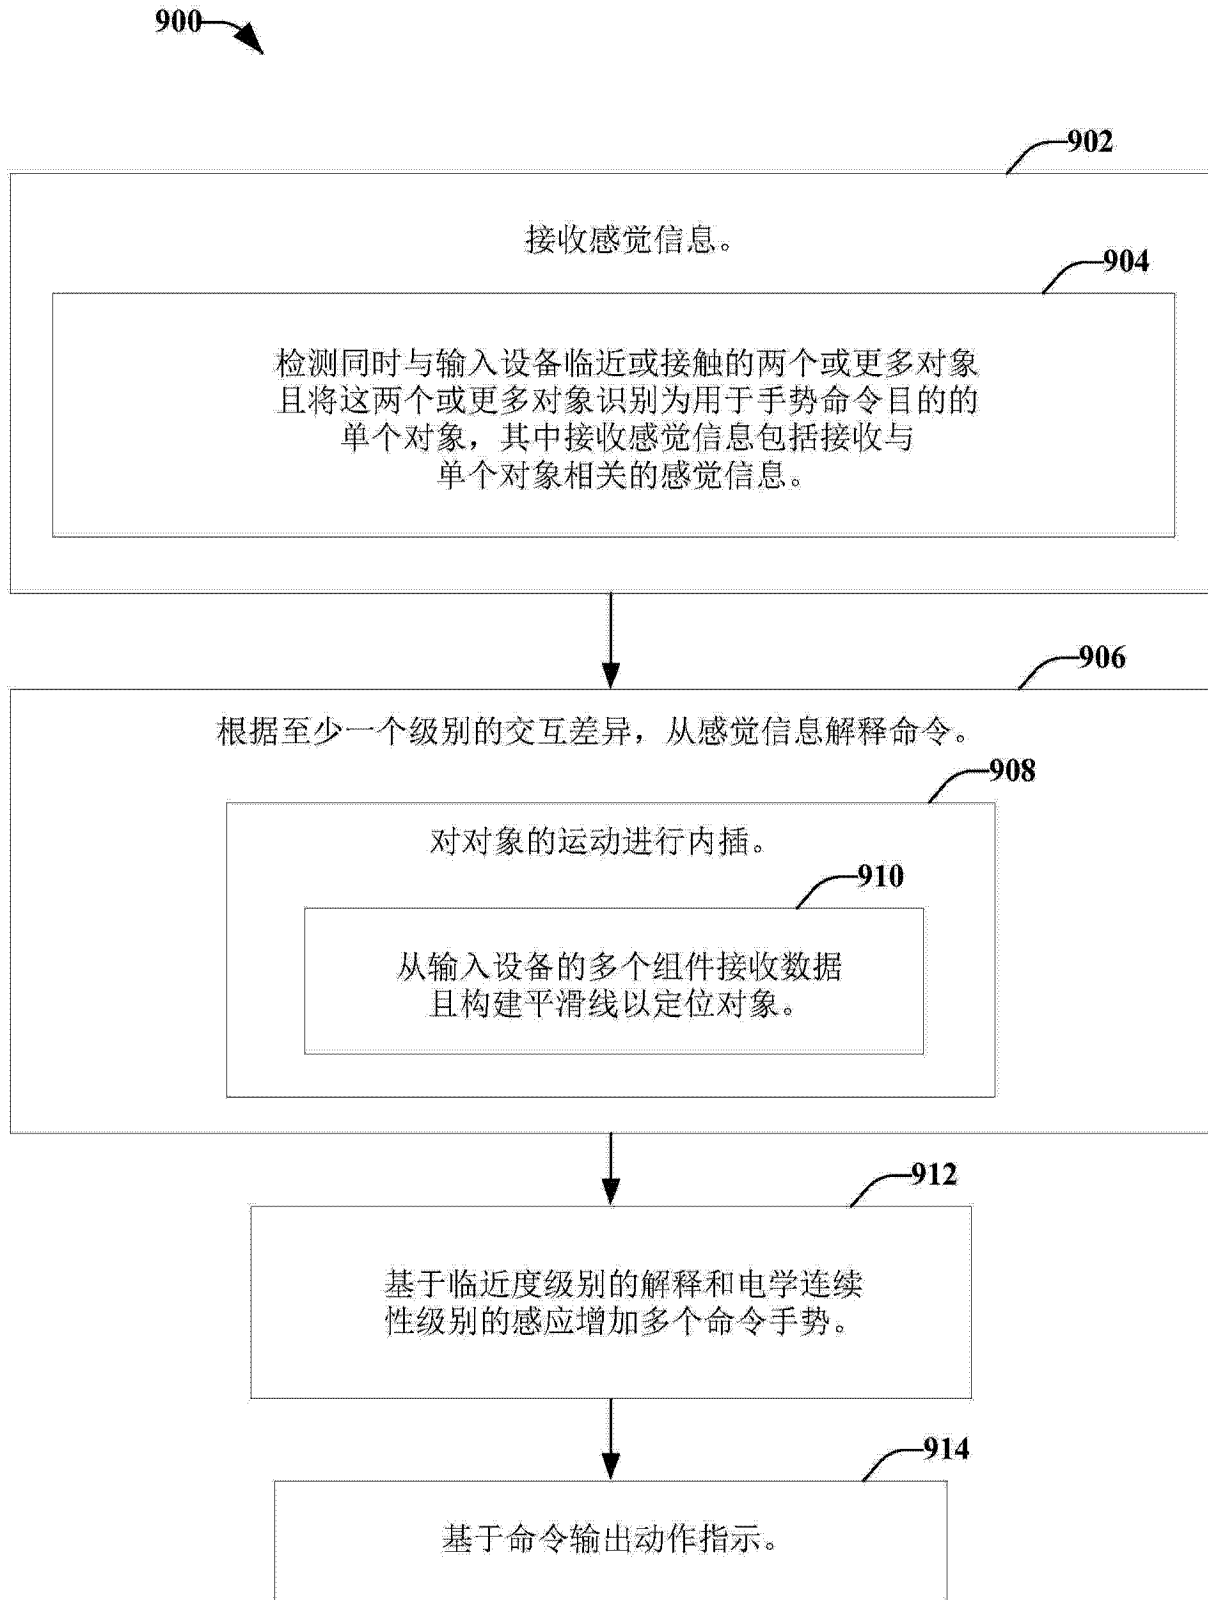 900
902
接收感觉信息。
904
检测同时与输入设备临近或接触的两个或更多对象
且将这两个或更多对象识别为用于手势命令目的的
单个对象，其中接收感觉信息包括接收与
单个对象相关的感觉信息。
906
根据至少一个级别的交互差异，从感觉信息解释命令。
908
对对象的运动进行内插。
910
从输入设备的多个组件接收数据
且构建平滑线以定位对象。
912
基于临近度级别的解释和电学连续
性级别的感应增加多个命令手势。
914
基于命令输出动作指示。